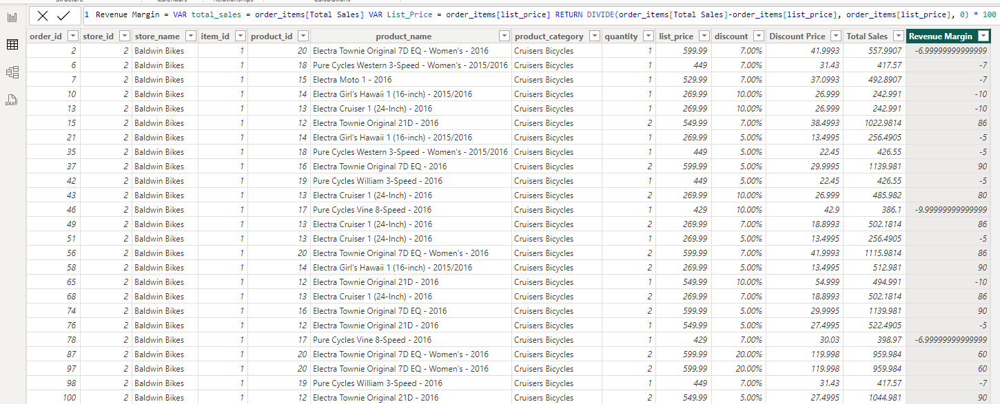 1 Revenue Margin = VAR total_sales = order_items[Total Sales] VAR List_Price = order_items[list_price] RETURN DIVIDE(order_items[Total Sales]-order_items[list_price], order_items[list_price], 0) * 100
order_id store_id store_name item_id product_id product_name product_category quantity list_price discount Discount Price Total Sales Revenue Margin
2 2 Baldwin Bikes 1 20 Electra Townie Original 7D EQ - Women's - 2016 Cruisers Bicycles 1 599.99 7.00% 41.9993 557.9907 -6.99999999999999
6 2 Baldwin Bikes 1 18 Pure Cycles Western 3-Speed - Women's - 2015/2016 Cruisers Bicycles 1 449 7.00% 31.43 417.57 -7
7 2 Baldwin Bikes 1 15 Electra Moto 1 - 2016 Cruisers Bicycles 1 529.99 7.00% 37.0993 492.8907 -7
10 2 Baldwin Bikes 1 14 Electra Girl's Hawaii 1 (16-inch) - 2015/2016 Cruisers Bicycles 1 269.99 10.00% 26.999 242.991 -10
13 2 Baldwin Bikes 1 13 Electra Cruiser 1 (24-Inch) - 2016 Cruisers Bicycles 1 269.99 10.00% 26.999 242.991 -10
15 2 Baldwin Bikes 1 12 Electra Townie Original 21D - 2016 Cruisers Bicycles 2 549.99 7.00% 38.4993 1022.9814 86
21 2 Baldwin Bikes 1 14 Electra Girl's Hawaii 1 (16-inch) - 2015/2016 Cruisers Bicycles 1 269.99 5.00% 13.4995 256.4905 -5
35 2 Baldwin Bikes 1 18 Pure Cycles Western 3-Speed - Women's - 2015/2016 Cruisers Bicycles 1 449 5.00% 22.45 426.55 -5
37 2 Baldwin Bikes 1 16 Electra Townie Original 7D EQ - 2016 Cruisers Bicycles 2 599.99 5.00% 29.9995 1139.981 90
42 2 Baldwin Bikes 1 19 Pure Cycles William 3-Speed - 2016 Cruisers Bicycles 1 449 5.00% 22.45 426.55 -5
43 2 Baldwin Bikes 1 13 Electra Cruiser 1 (24-Inch) - 2016 Cruisers Bicycles 2 269.99 10.00% 26.999 485.982 80
46 2 Baldwin Bikes 1 17 Pure Cycles Vine 8-Speed - 2016 Cruisers Bicycles 1 429 10.00% 42.9 386.1 -9.99999999999999
49 2 Baldwin Bikes 1 13 Electra Cruiser 1 (24-Inch) - 2016 Cruisers Bicycles 2 269.99 7.00% 18.8993 502.1814 86
51 2 Baldwin Bikes 1 13 Electra Cruiser 1 (24-Inch) - 2016 Cruisers Bicycles 1 269.99 5.00% 13.4995 256.4905 -5
56 2 Baldwin Bikes 1 20 Electra Townie Original 7D EQ - Women's - 2016 Cruisers Bicycles 2 599.99 7.00% 41.9993 1115.9814 86
58 2 Baldwin Bikes 1 14 Electra Girl's Hawaii 1 (16-inch) - 2015/2016 Cruisers Bicycles 2 269.99 5.00% 13.4995 512.981 90
65 2 Baldwin Bikes 1 12 Electra Townie Original 21D - 2016 Cruisers Bicycles 1 549.99 10.00% 54.999 494.991 -10
68 2 Baldwin Bikes 1 13 Electra Cruiser 1 (24-Inch) - 2016 Cruisers Bicycles 2 269.99 7.00% 18.8993 502.1814 86
74 2 Baldwin Bikes 1 16 Electra Townie Original 7D EQ - 2016 Cruisers Bicycles 2 599.99 5.00% 29.9995 1139.981 90
76 2 Baldwin Bikes 1 12 Electra Townie Original 21D - 2016 Cruisers Bicycles 1 549.99 5.00% 27.4995 522.4905 -5
78 2 Baldwin Bikes 1 17 Pure Cycles Vine 8-Speed - 2016 Cruisers Bicycles 1 429 7.00% 30.03 398.97 -6.99999999999999
87 2 Baldwin Bikes 1 20 Electra Townie Original 7D EQ - Women's - 2016 Cruisers Bicycles 2 599.99 20.00% 119.998 959.984 60
97 2 Baldwin Bikes 1 20 Electra Townie Original 7D EQ - Women's - 2016 Cruisers Bicycles 2 599.99 20.00% 119.998 959.984 60
98 2 Baldwin Bikes 1 19 Pure Cycles William 3-Speed - 2016 Cruisers Bicycles 1 449 7.00% 31.43 417.57 -7
100 2 Baldwin Bikes 1 12 Electra Townie Original 21D - 2016 Cruisers Bicycles 2 549.99 5.00% 27.4995 1044.981 90